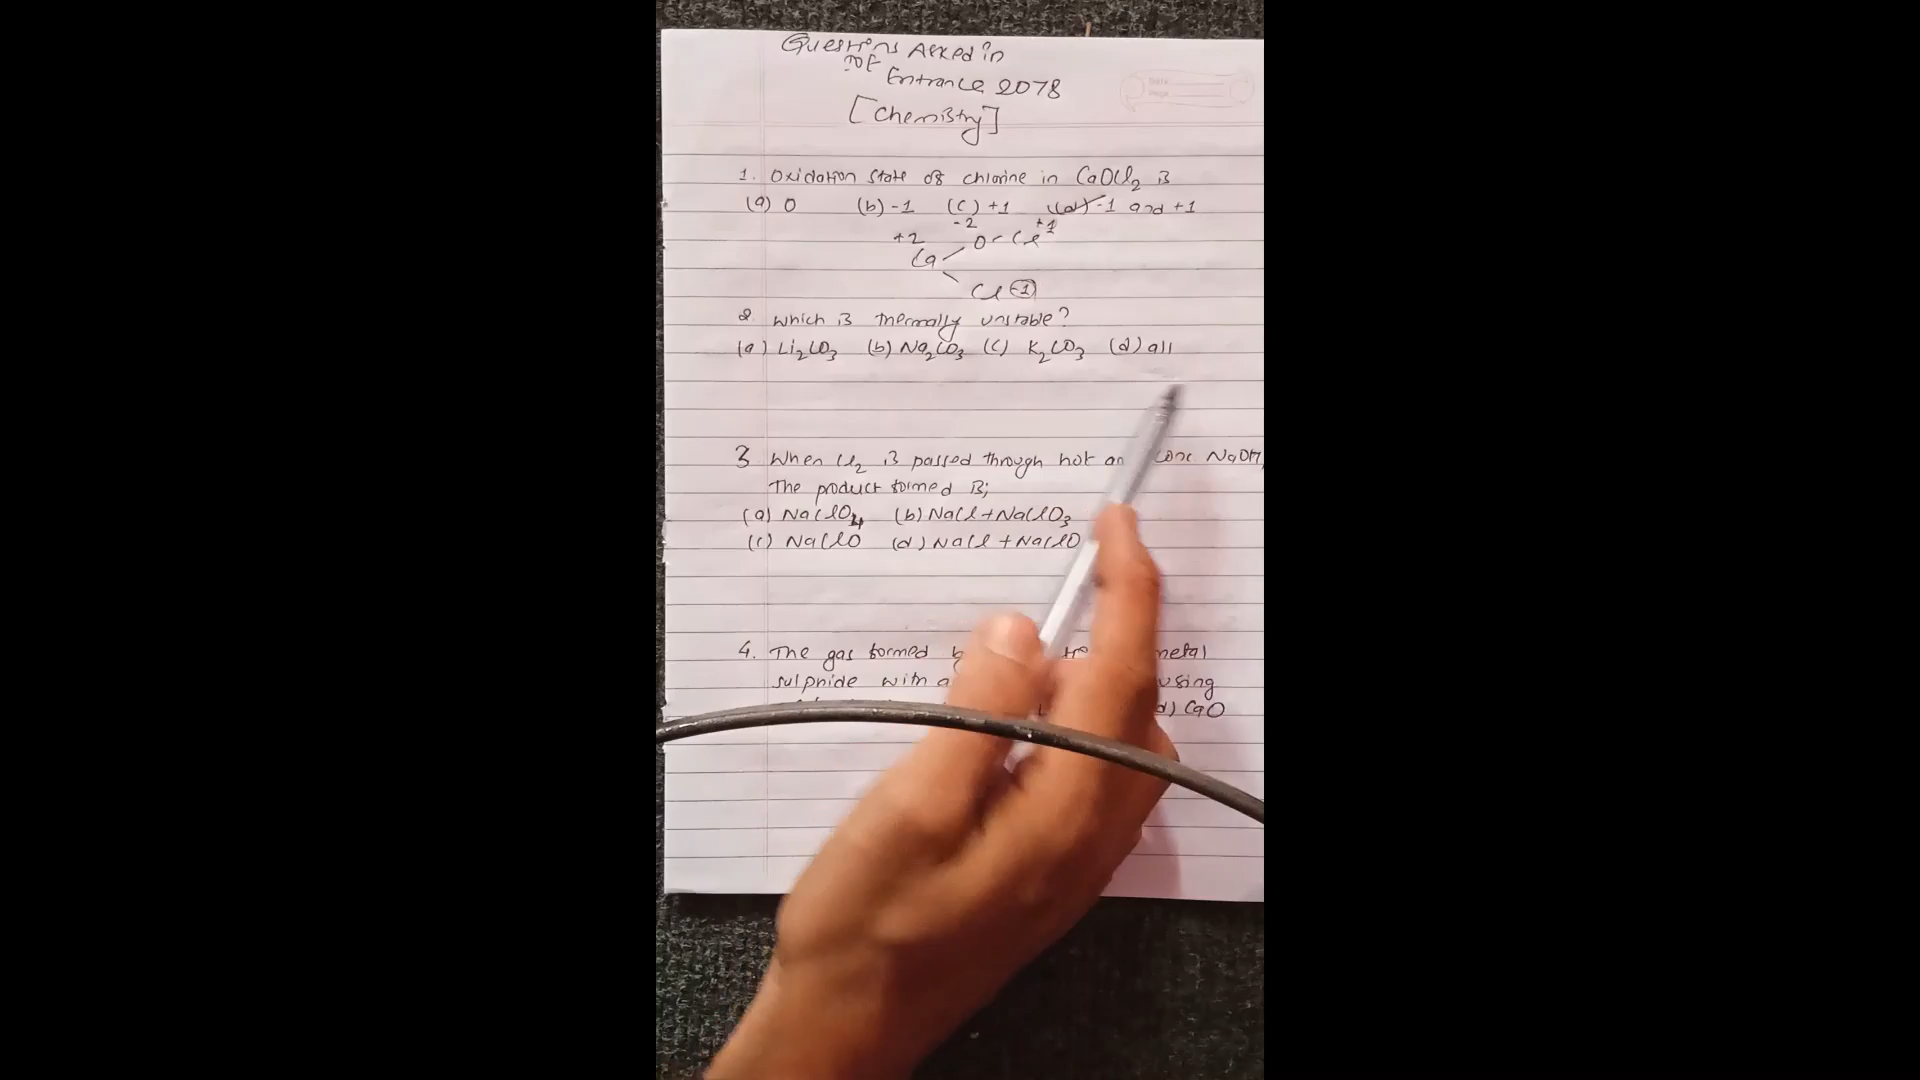 Questions Asked in
IOE Entrance 2078
[Chemistry]
1. Oxidation state of chlorine in CaOCl2 is
(a) 0 (b) -1 (c) +1 (d) -1 and +1
+2 -2 +1
Ca O-Cl
Cl -1
2. Which is thermally unstable?
(a) Li2CO3 (b) Na2CO3 (c) K2CO3 (d) all
3 When Cl2 is passed through hot conc NaOH,
The product formed is;
(a) NaClO4 (b) NaCl+NaClO3
(c) NaClO (d) NaCl+NaClO
4. The gas formed metal
sulphide with using
d) CaO